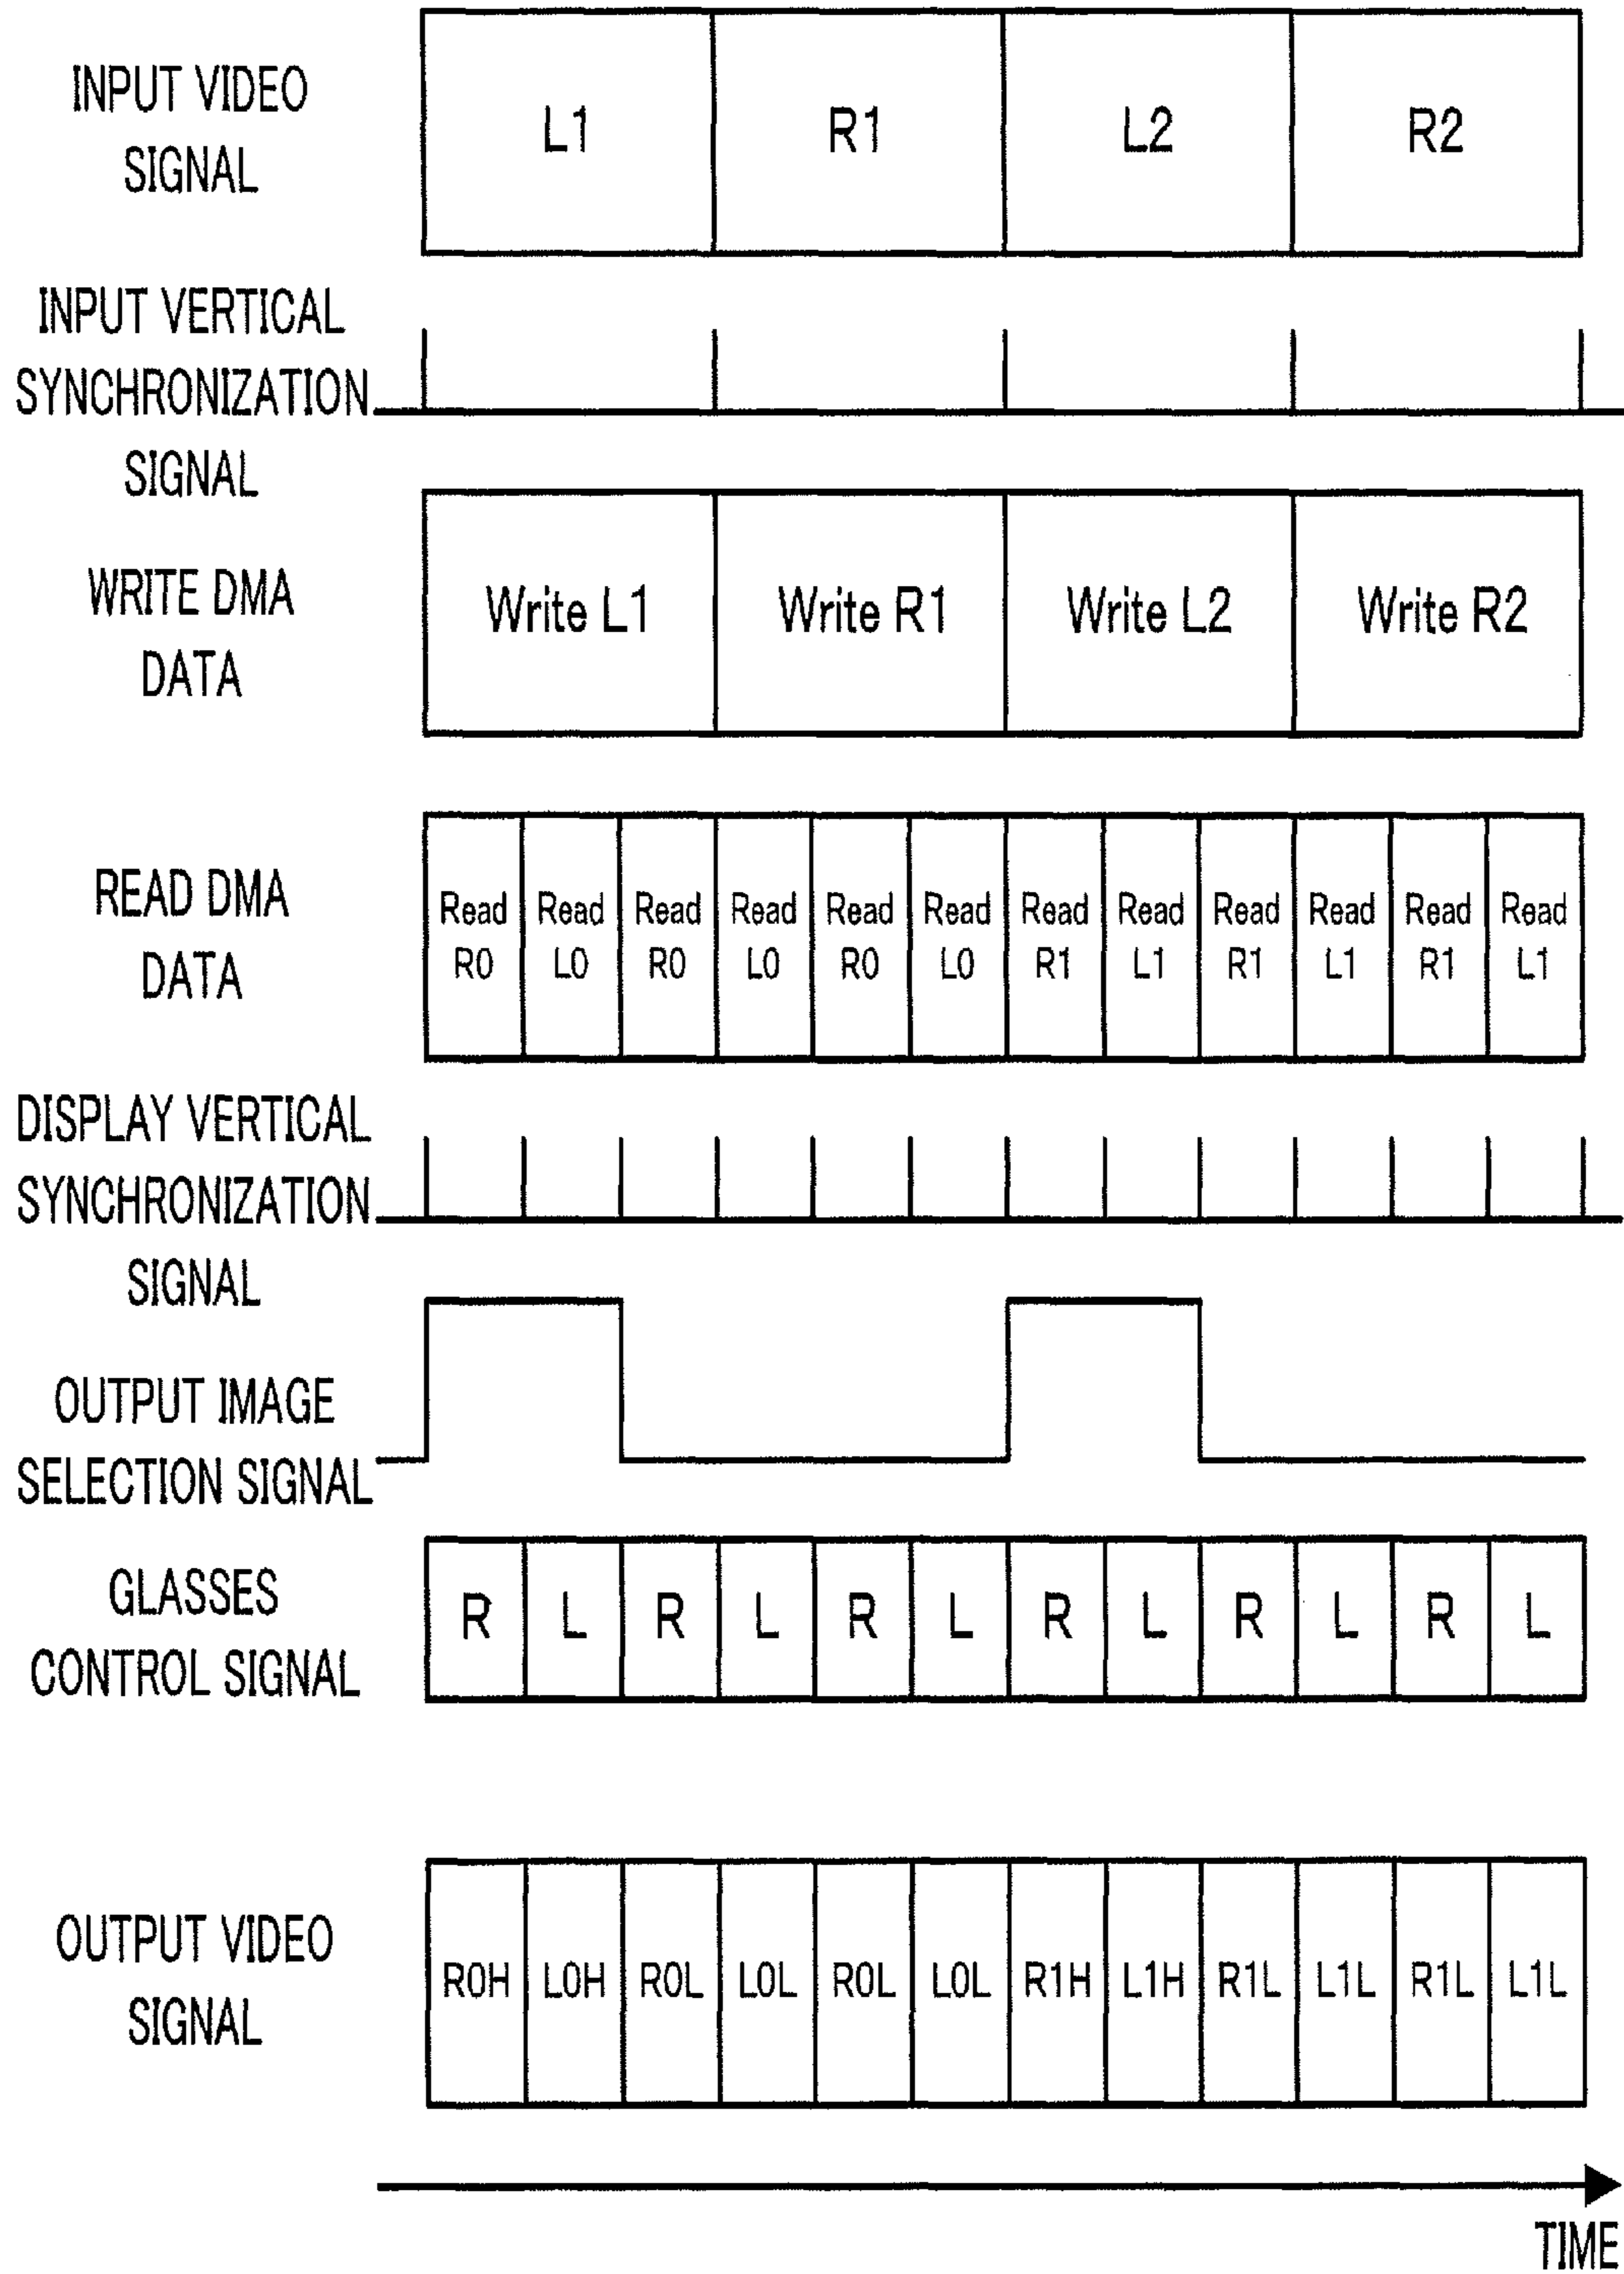 INPUT VIDEO
SIGNAL
L1 R1 L2 R2
INPUT VERTICAL
SYNCHRONIZATION
SIGNAL
WRITE DMA
DATA
Write L1 Write R1 Write L2 Write R2
READ DMA
DATA
Read Read Read Read Read Read Read Read Read Read Read Read
R0 L0 R0 L0 R0 L0 R1 L1 R1 L1 R1 L1
DISPLAY VERTICAL
SYNCHRONIZATION
SIGNAL
OUTPUT IMAGE
SELECTION SIGNAL
GLASSES
CONTROL SIGNAL
R L R L R L R L R L R L
OUTPUT VIDEO
SIGNAL
R0H L0H R0L L0L R0L L0L R1H L1H R1L L1L R1L L1L
TIME